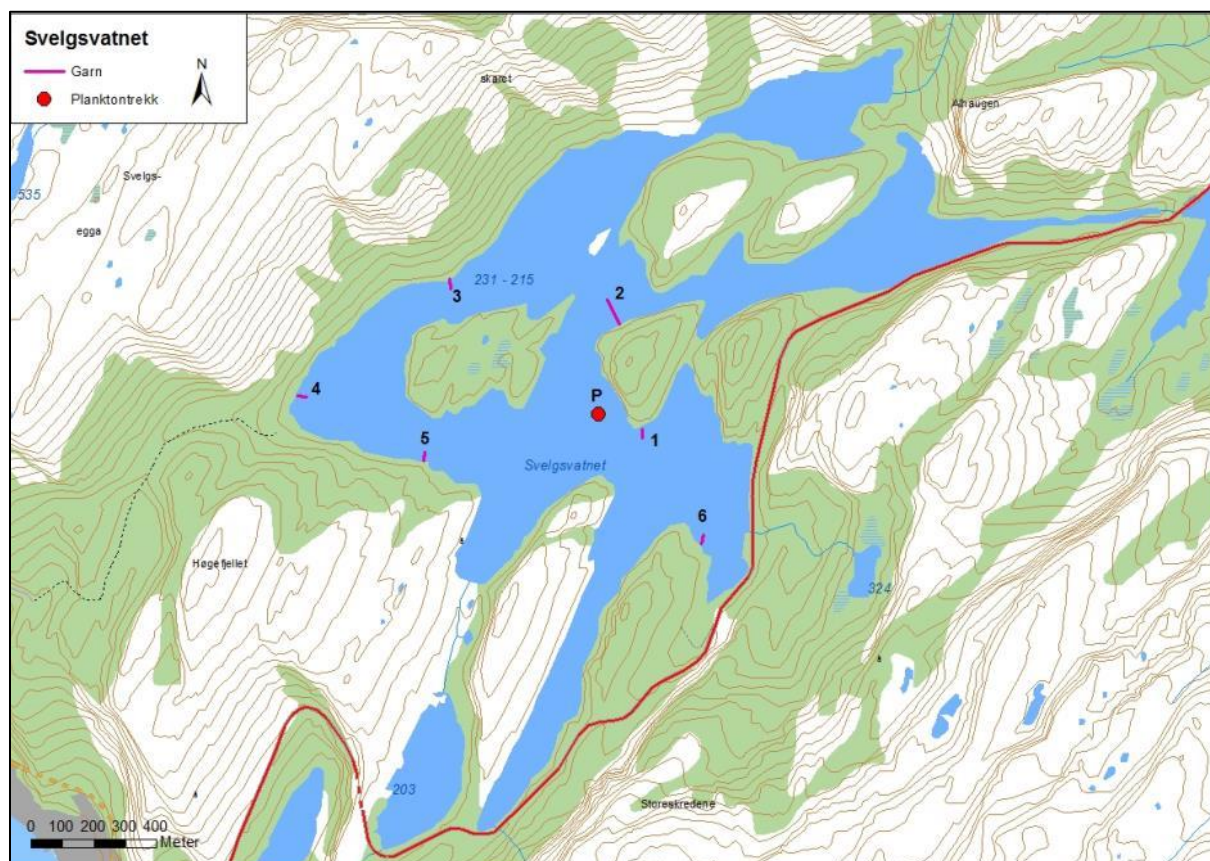 Svelgsvatnet
Garn
Planktontrekk
N
skaret
Alhaugen
Svelgs-
535
egga
231 - 215
3
2
4
P
1
5
Svelgsvatnet
6
Høgefjellet
324
203
Storeskredene
0 100 200 300 400
Meter